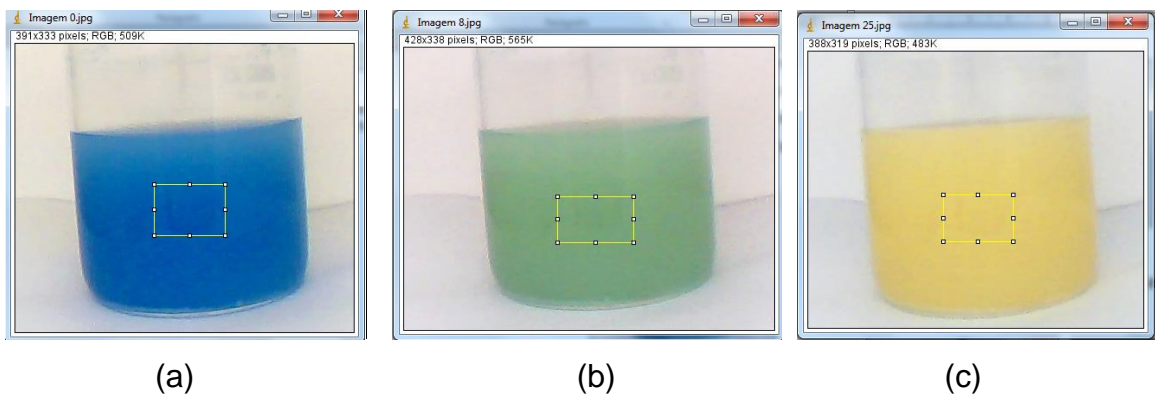 Imagem 0.jpg
391x333 pixels; RGB; 509K
(a)
Imagem 8.jpg
428x338 pixels; RGB; 565K
(b)
Imagem 25.jpg
388x319 pixels; RGB; 483K
(c)